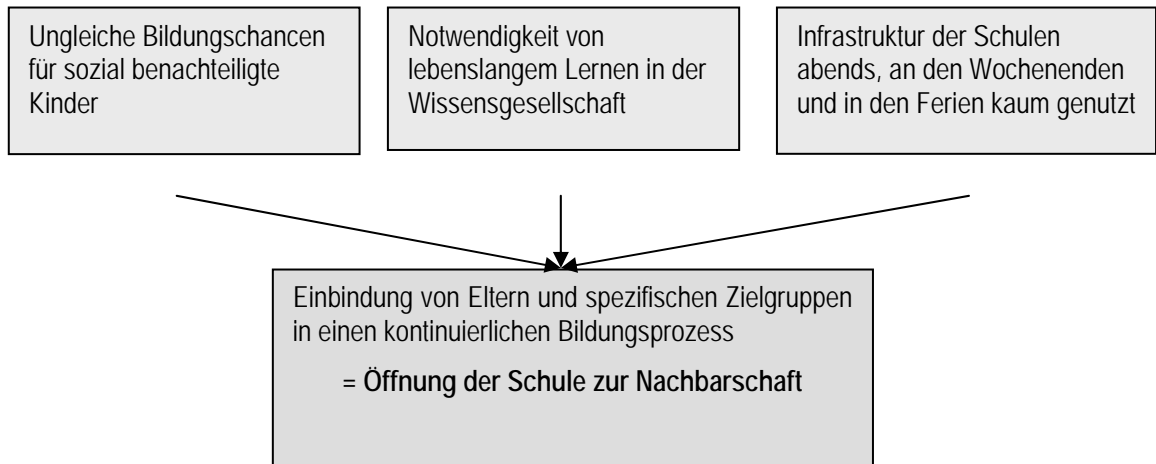 Ungleiche Bildungschancen
für sozial benachteiligte
Kinder
Notwendigkeit von
lebenslangem Lernen in der
Wissensgesellschaft
Infrastruktur der Schulen
abends, an den Wochenenden
und in den Ferien kaum genutzt
Einbindung von Eltern und spezifischen Zielgruppen
in einen kontinuierlichen Bildungsprozess
= Öffnung der Schule zur Nachbarschaft